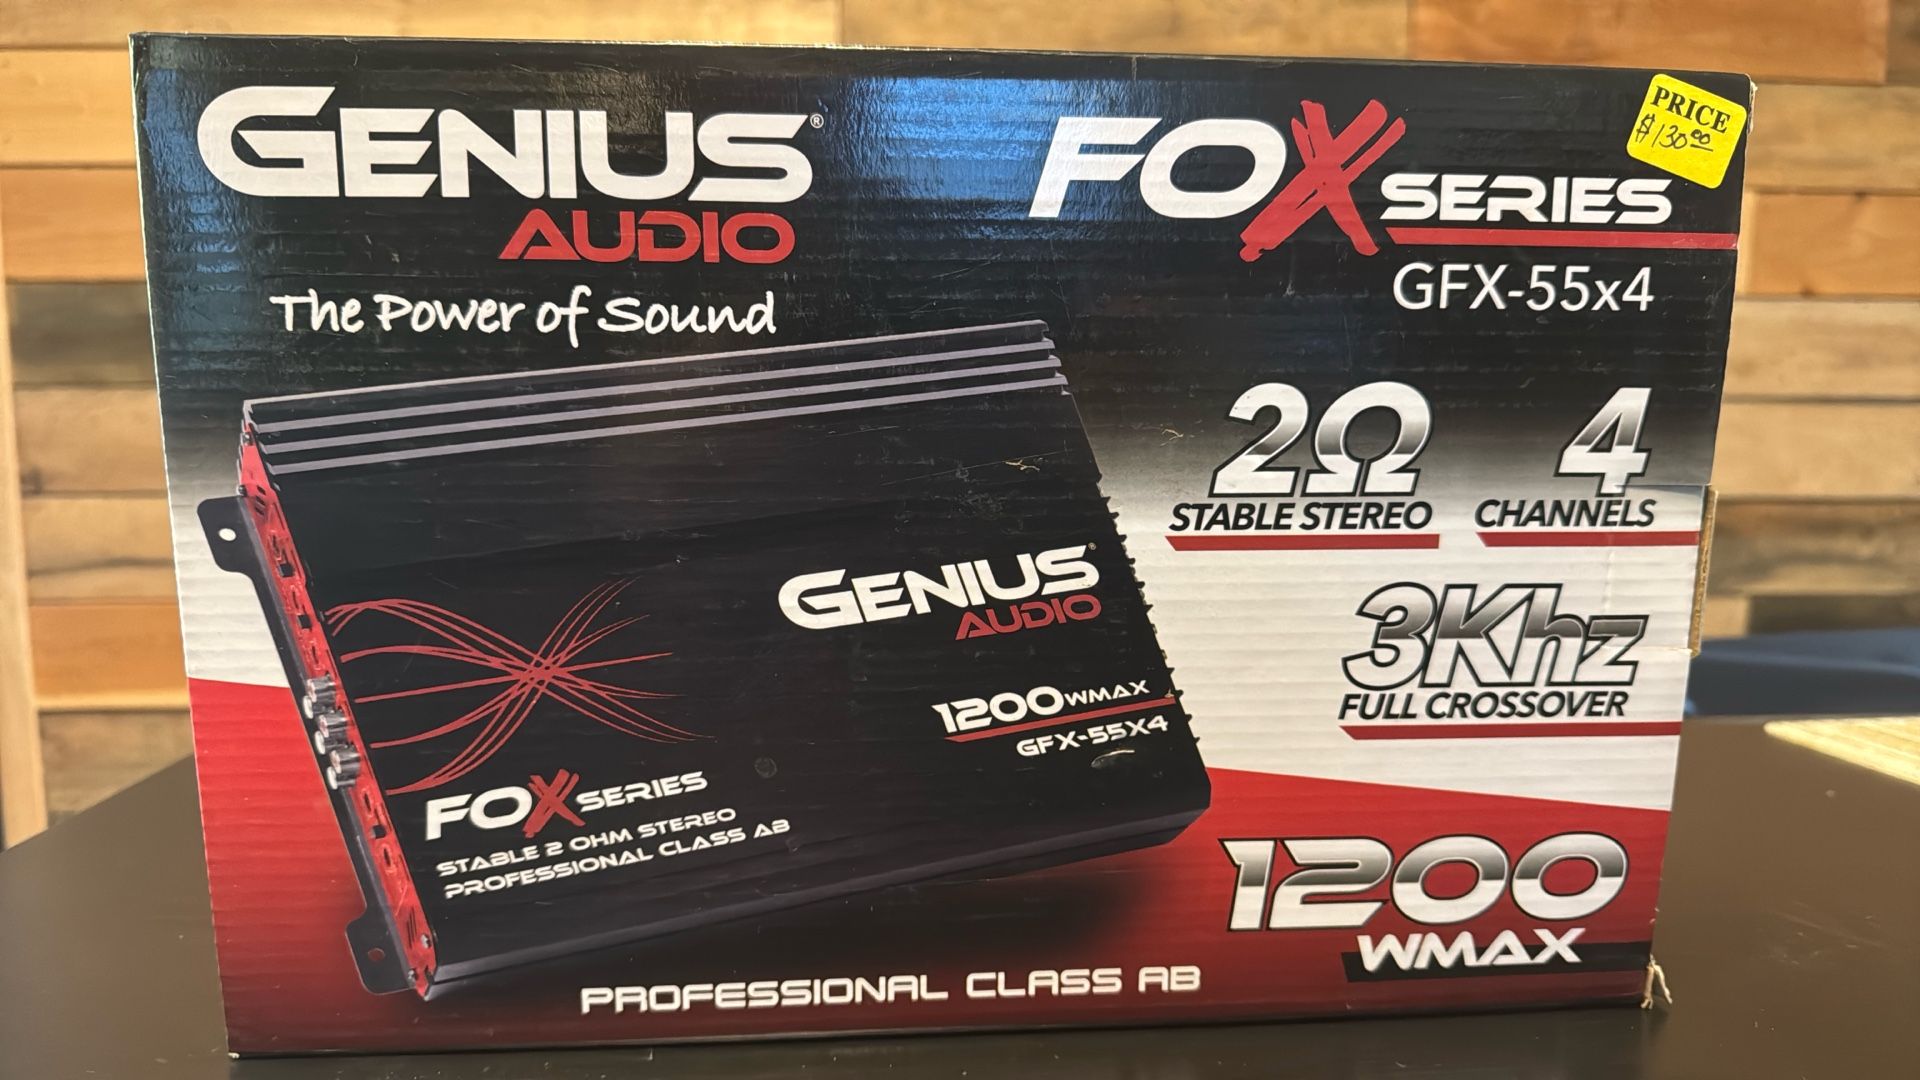 GENIUS®
AUDIO
The Power of Sound
FOX SERIES
GFX-55x4
PRICE
$130.00
2Ω
STABLE STEREO
4
CHANNELS
3Khz
FULL CROSSOVER
GENIUS®
AUDIO
1200WMAX
GFX-55X4
FOX SERIES
STABLE 2 OHM STEREO
PROFESSIONAL CLASS AB
1200
WMAX
PROFESSIONAL CLASS AB